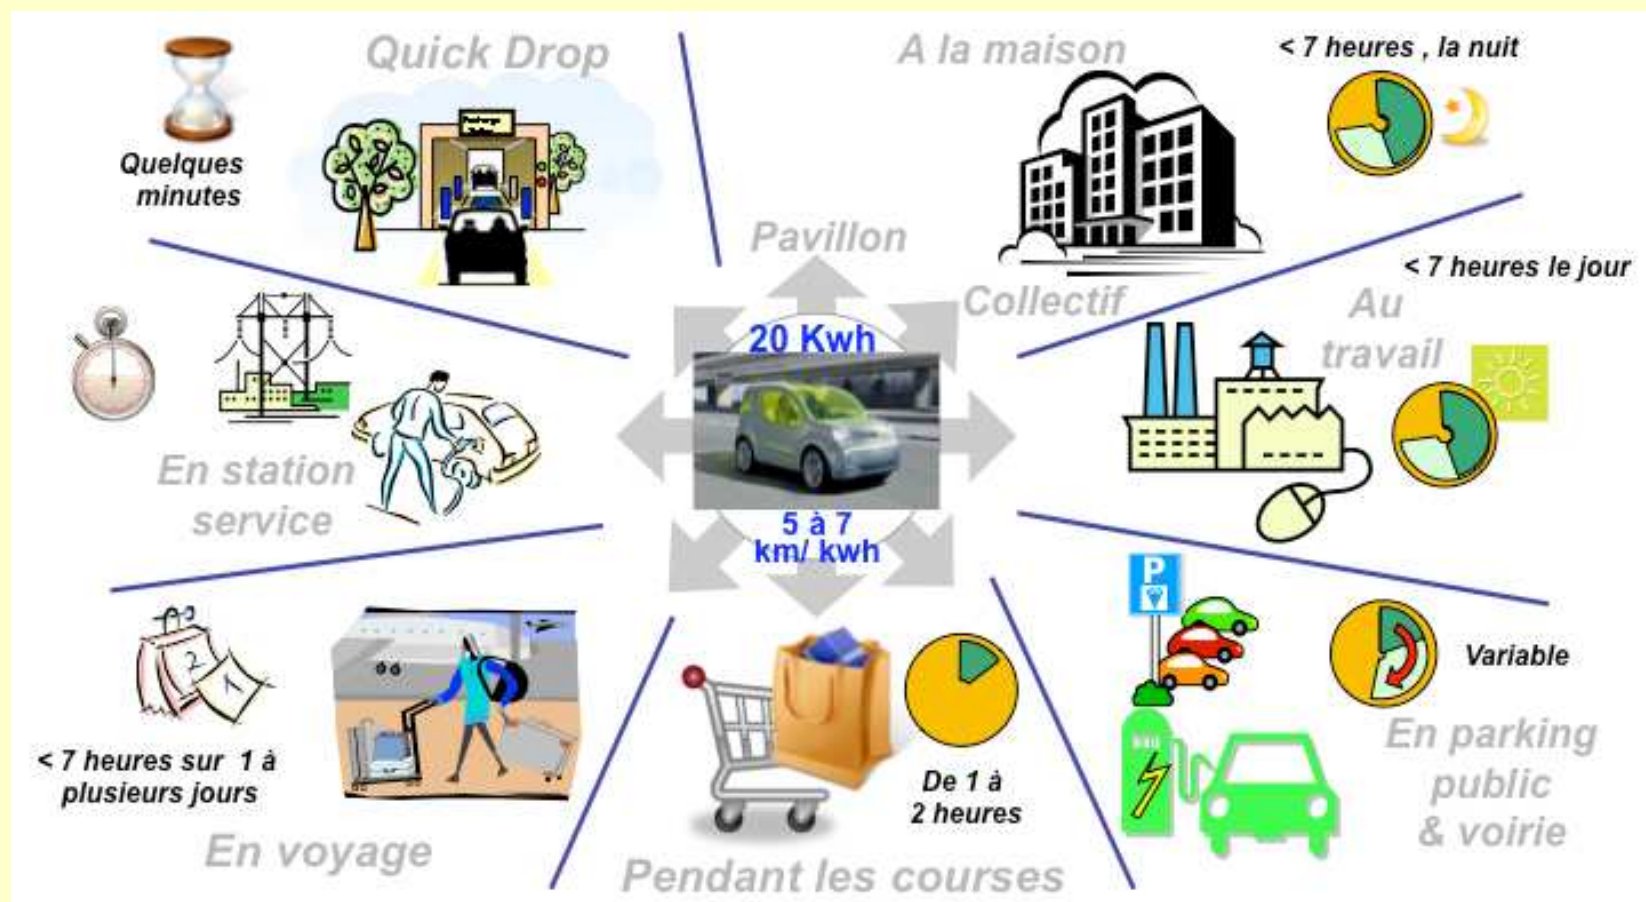 Quick Drop
Quelques
minutes
A la maison
< 7 heures , la nuit
Pavillon
Collectif
< 7 heures le jour
Au
travail
20 Kwh
5 à 7
km/ kwh
En station
service
2
1
< 7 heures sur 1 à
plusieurs jours
En voyage
De 1 à
2 heures
Pendant les courses
P
Variable
En parking
public
& voirie